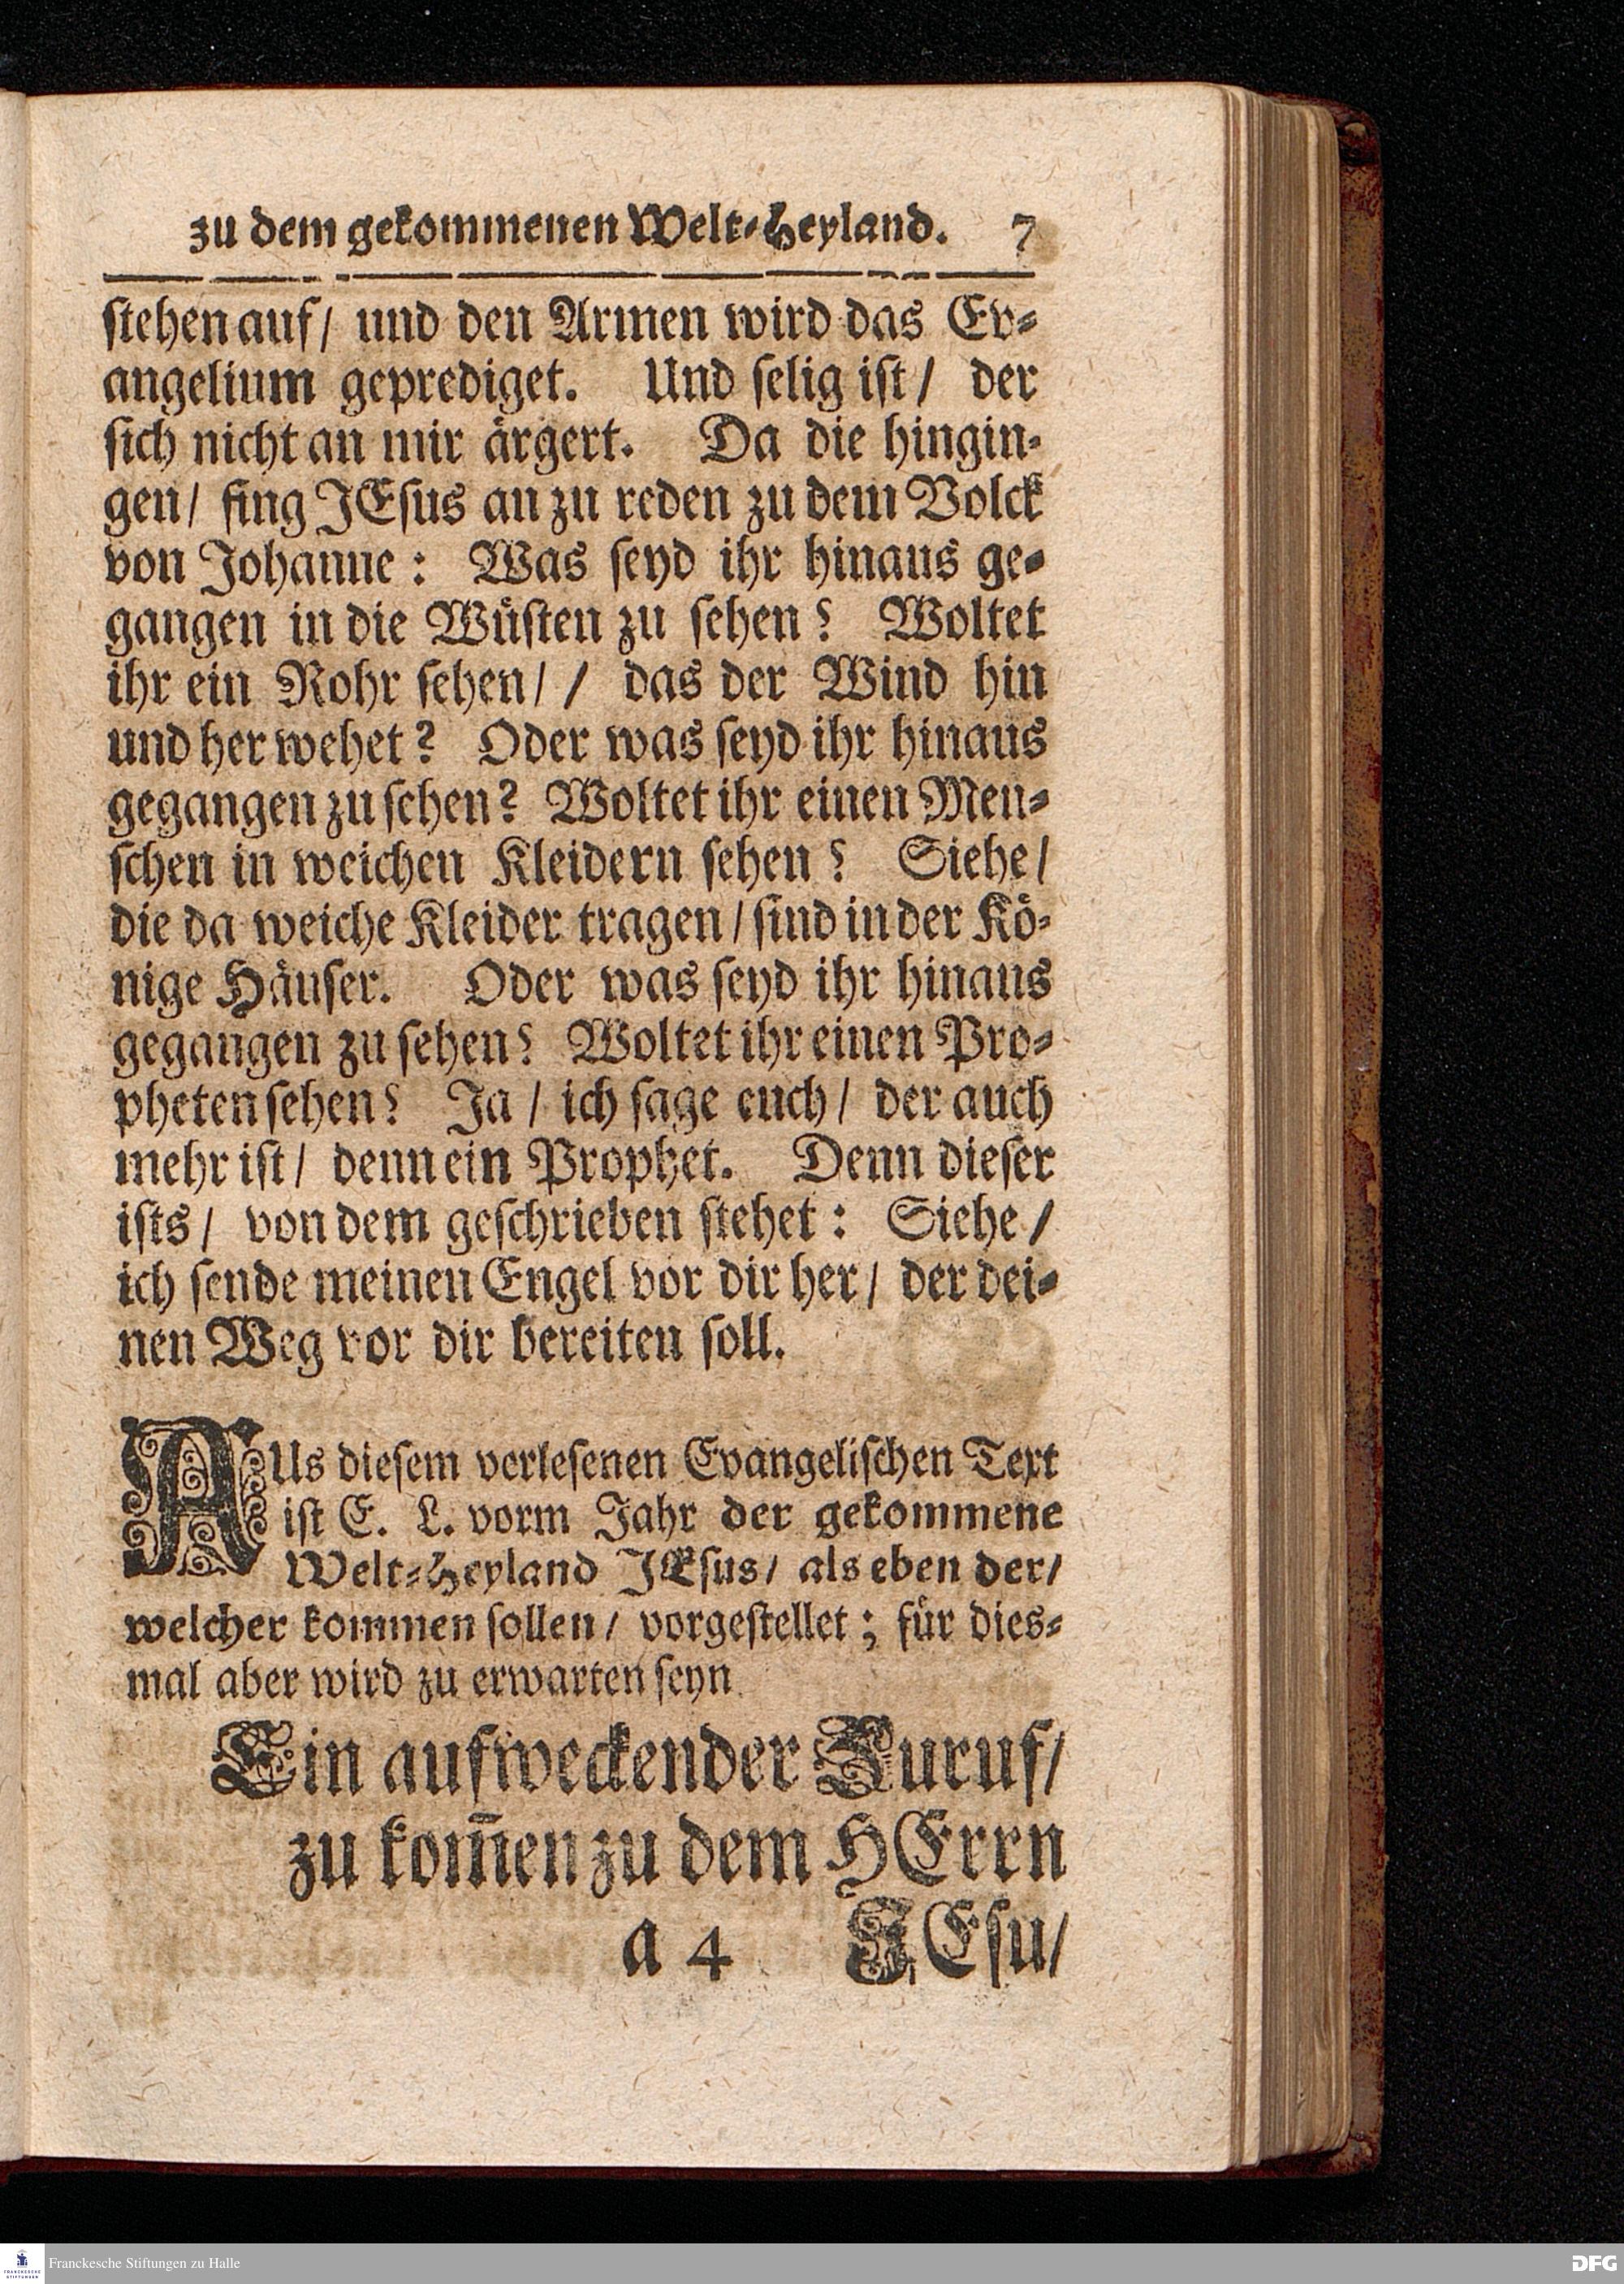 zu dem gekommenen Welt-Heyland. 7
stehen auf/ und den Armen wird das Ev-
angelium geprediget. Und selig ist/ der
sich nicht an mir ärgert. Da die hingin-
gen/ fing JEsus an zu reden zu dem Volck
von Johanne: Was seyd ihr hinaus ge-
gangen in die Wüsten zu sehen? Woltet
ihr ein Rohr sehen/ / das der Wind hin
und her wehet? Oder was seyd ihr hinaus
gegangen zu sehen? Woltet ihr einen Men-
schen in weichen Kleidern sehen? Siehe/
die da weiche Kleider tragen/ sind in der Kö-
nige Häuser. Oder was seyd ihr hinaus
gegangen zu sehen? Woltet ihr einen Pro-
pheten sehen? Ja/ ich sage euch/ der auch
mehr ist/ denn ein Prophet. Denn dieser
ists/ von dem geschrieben stehet: Siehe/
ich sende meinen Engel vor dir her/ der dei-
nen Weg vor dir bereiten soll.
AUs diesem verlesenen Evangelischen Text
ist E. L. vorm Jahr der gekommene
Welt-Heyland JEsus/ als eben der/
welcher kommen sollen/ vorgestellet; für dies-
mal aber wird zu erwarten seyn
Ein aufweckender Zuruf/
zu kom̄en zu dem HErrn
a 4 JEsu/
FRANCKESCHE STIFTUNGEN
Franckesche Stiftungen zu Halle
DFG